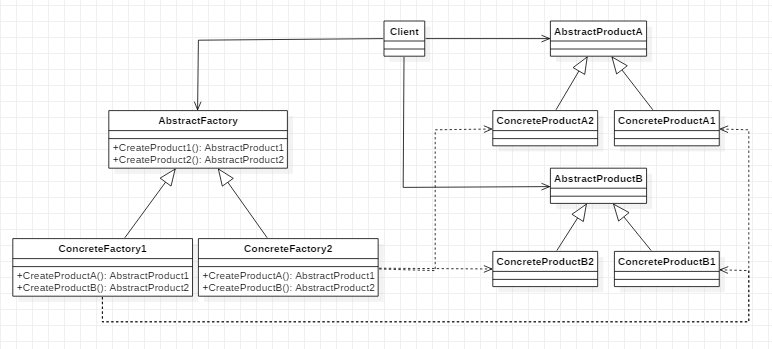 Client
AbstractProductA
AbstractFactory
+CreateProduct1(): AbstractProduct1
+CreateProduct2(): AbstractProduct2
ConcreteProductA2
ConcreteProductA1
AbstractProductB
ConcreteFactory1
+CreateProductA(): AbstractProduct1
+CreateProductB(): AbstractProduct2
ConcreteFactory2
+CreateProductA(): AbstractProduct1
+CreateProductB(): AbstractProduct2
ConcreteProductB2
ConcreteProductB1